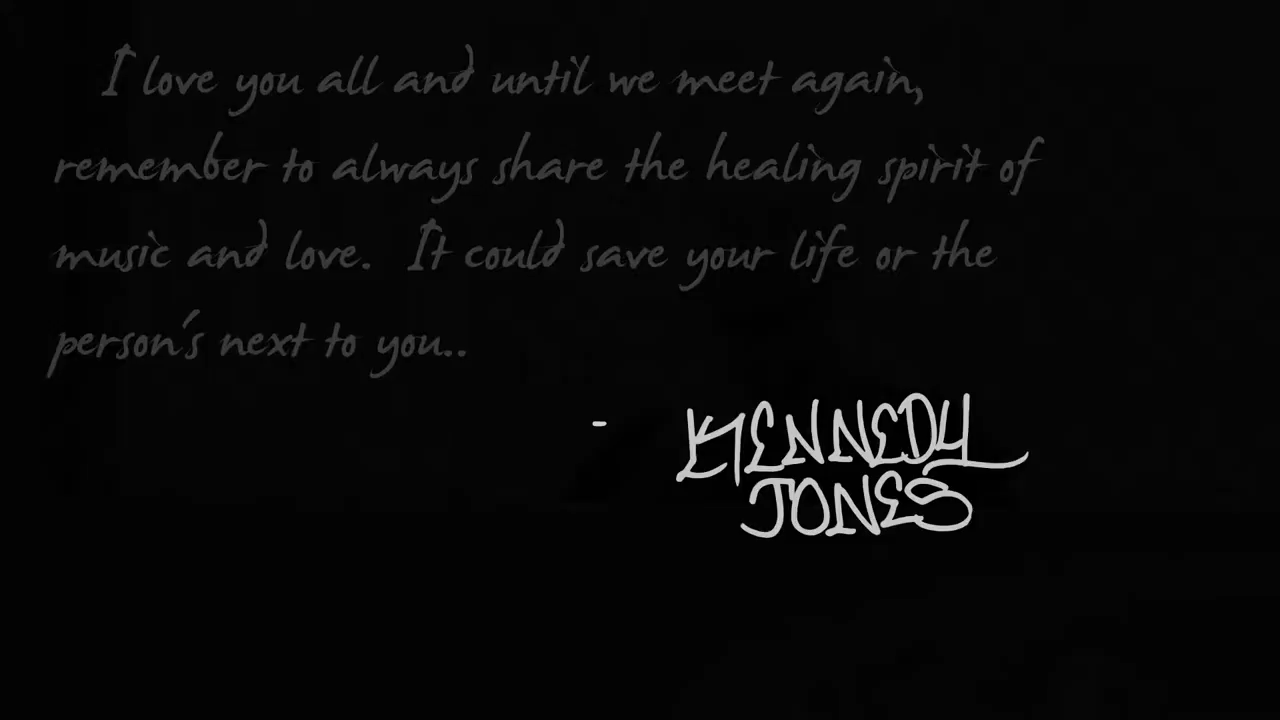 I love you all and until we meet again,
remember to always share the healing spirit of
music and love. It could save your life or the
person's next to you..
- KENNEDY
JONES